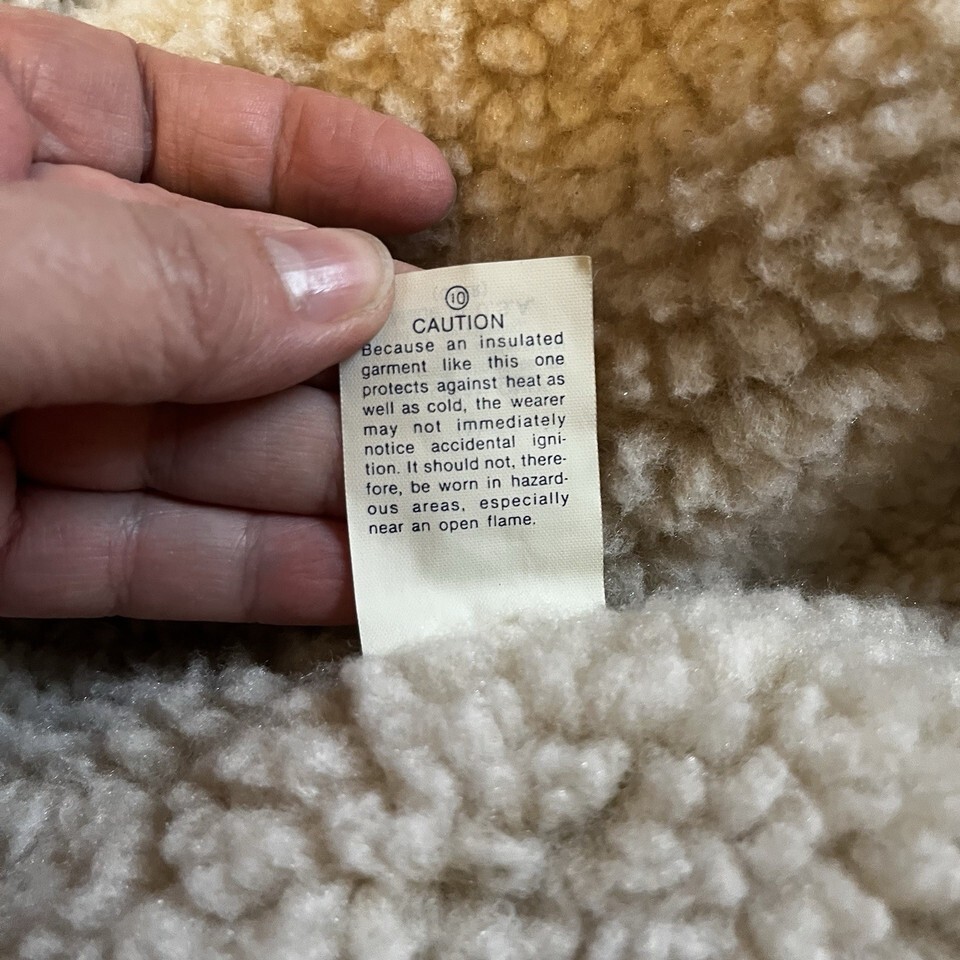 10
CAUTION
Because an insulated
garment like this one
protects against heat as
well as cold, the wearer
may not immediately
notice accidental igni-
tion. It should not, there-
fore, be worn in hazard-
ous areas, especially
near an open flame.